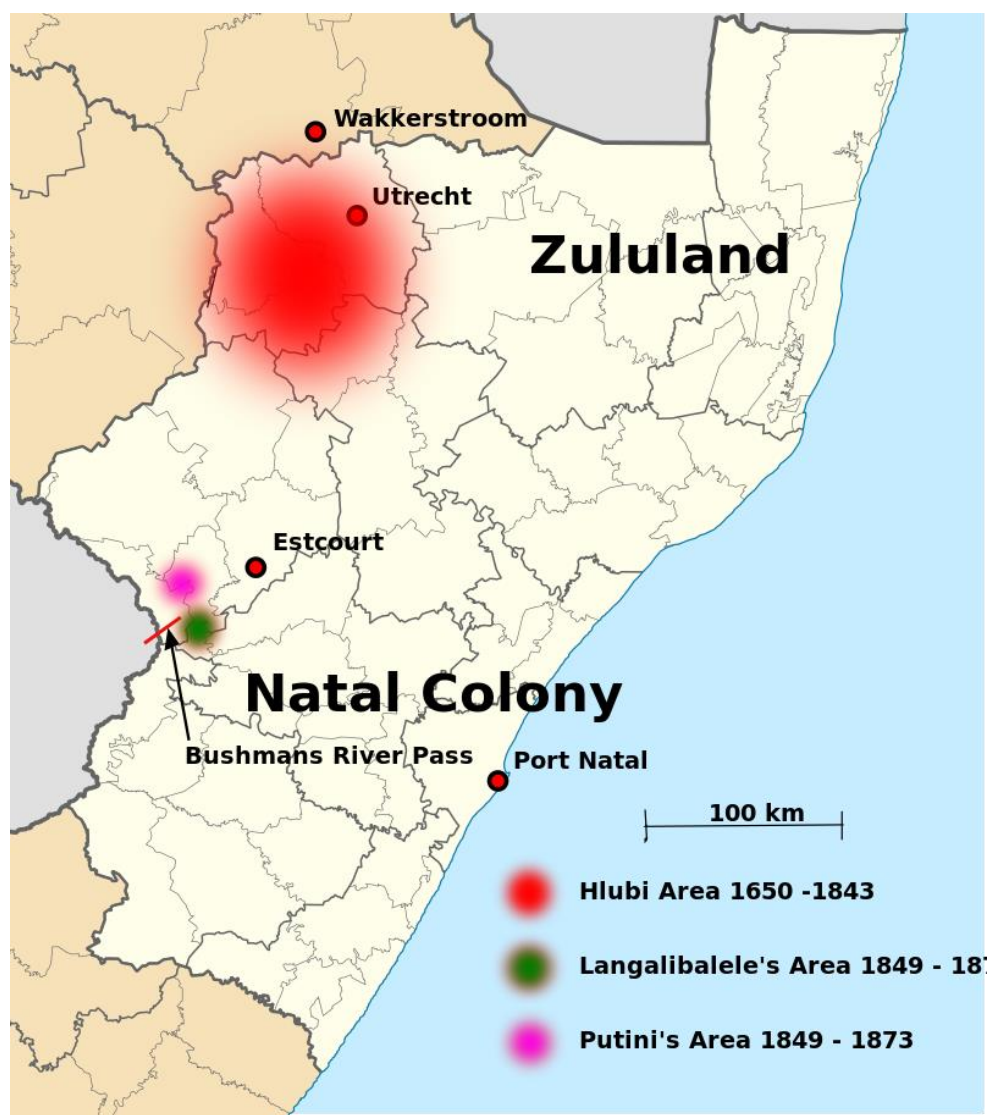 Wakkerstroom
Utrecht
Zululand
Estcourt
Natal Colony
Bushmans River Pass
Port Natal
100 km
Hlubi Area 1650 -1843
Langalibalele's Area 1849 -
Putini's Area 1849 - 1873